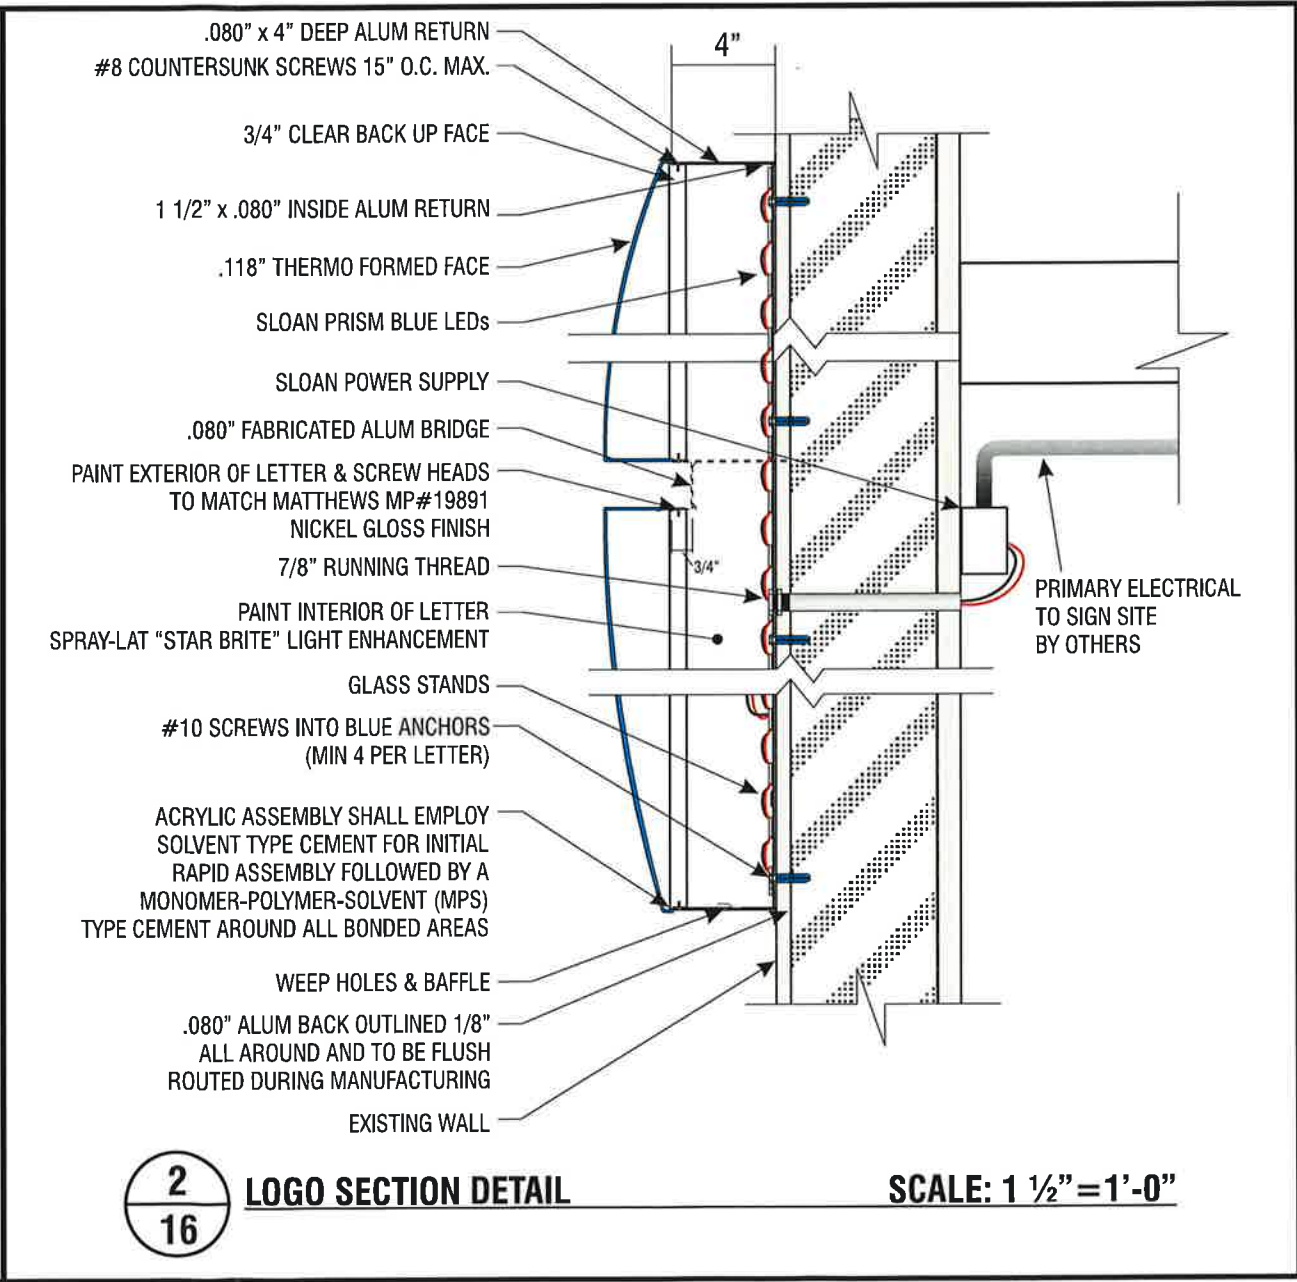 .080” x 4” DEEP ALUM RETURN
#8 COUNTERSUNK SCREWS 15” O.C. MAX.
3/4” CLEAR BACK UP FACE
1 1/2” x .080” INSIDE ALUM RETURN
.118” THERMO FORMED FACE
SLOAN PRISM BLUE LEDs
SLOAN POWER SUPPLY
.080” FABRICATED ALUM BRIDGE
PAINT EXTERIOR OF LETTER & SCREW HEADS
TO MATCH MATTHEWS MP#19891
NICKEL GLOSS FINISH
7/8” RUNNING THREAD
PAINT INTERIOR OF LETTER
SPRAY-LAT “STAR BRITE” LIGHT ENHANCEMENT
GLASS STANDS
#10 SCREWS INTO BLUE ANCHORS
(MIN 4 PER LETTER)
ACRYLIC ASSEMBLY SHALL EMPLOY
SOLVENT TYPE CEMENT FOR INITIAL
RAPID ASSEMBLY FOLLOWED BY A
MONOMER-POLYMER-SOLVENT (MPS)
TYPE CEMENT AROUND ALL BONDED AREAS
WEEP HOLES & BAFFLE
.080” ALUM BACK OUTLINED 1/8”
ALL AROUND AND TO BE FLUSH
ROUTED DURING MANUFACTURING
EXISTING WALL
4”
3/4”
PRIMARY ELECTRICAL
TO SIGN SITE
BY OTHERS
2
16
LOGO SECTION DETAIL
SCALE: 1 ½”=1’-0”